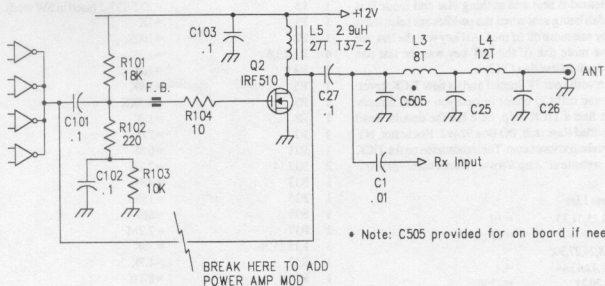 +12V
C103
.1
L5 2.9uH
27T T37-2
R101
18K
Q2
IRF510
L3
8T
L4
12T
F.B.
ANT
R104
10
C27
.1
C505
C25
C26
C101
.1
R102
220
Rx Input
C102
.1
R103
10K
C1
.01
• Note: C505 provided for on board if nee
BREAK HERE TO ADD
POWER AMP MOD